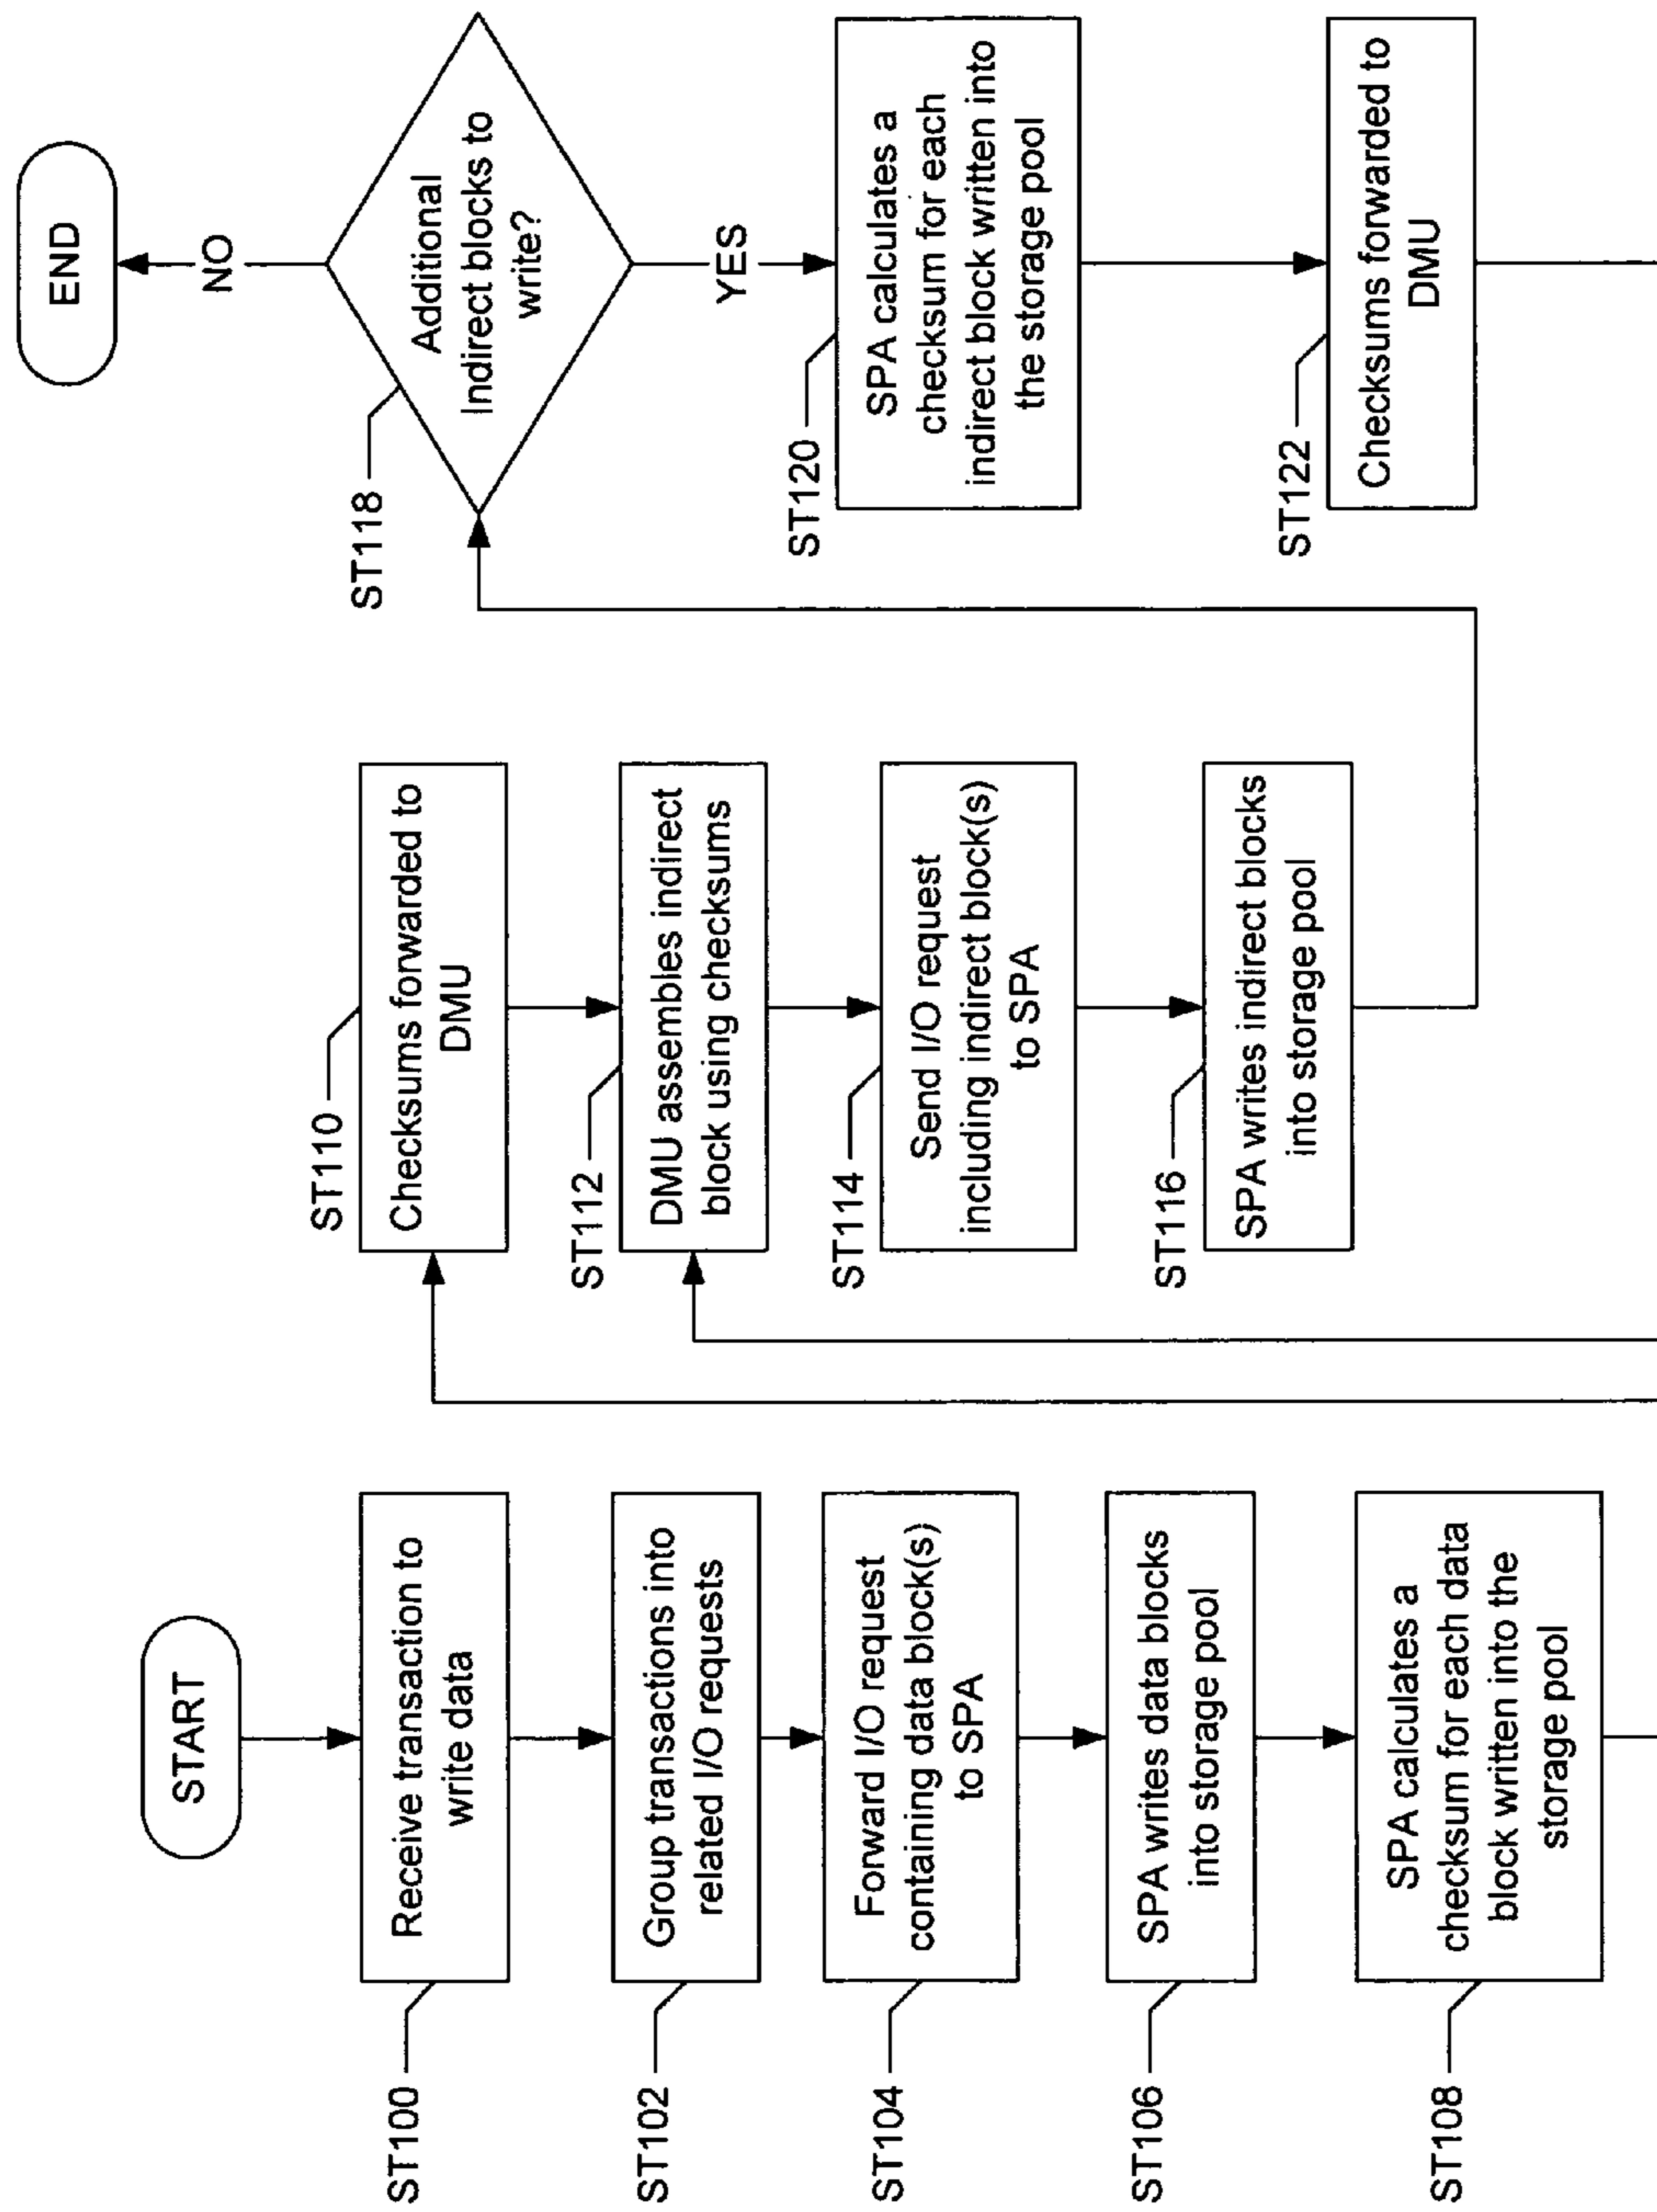 START
ST100
Receive transaction to
write data
ST102
Group transactions into
related I/O requests
ST104
Forward I/O request
containing data block(s)
to SPA
ST106
SPA writes data blocks
into storage pool
ST108
SPA calculates a
checksum for each data
block written into the
storage pool
ST110
Checksums forwarded to
DMU
ST112
DMU assembles indirect
block using checksums
ST114
Send I/O request
including indirect block(s)
to SPA
ST116
SPA writes indirect blocks
into storage pool
END
NO
ST118
Additional
Indirect blocks to
write?
YES
ST120
SPA calculates a
checksum for each
indirect block written into
the storage pool
ST122
Checksums forwarded to
DMU